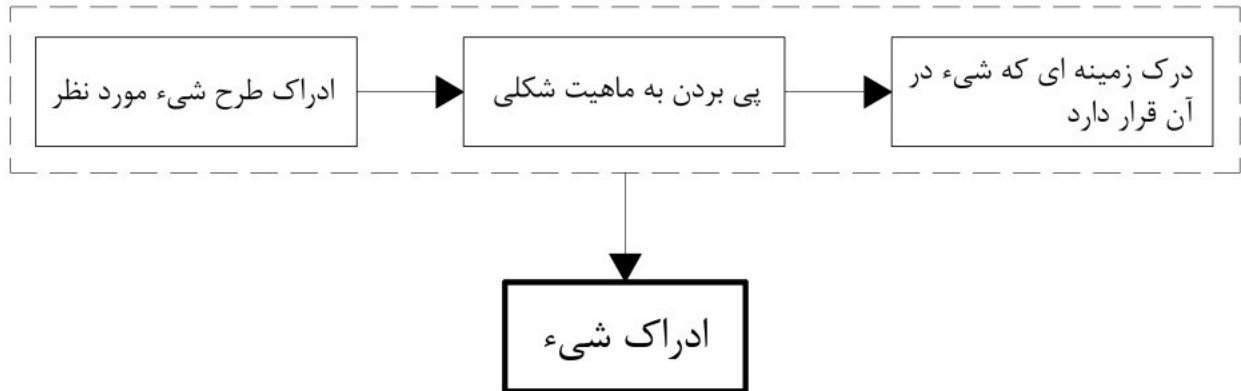 ادراک طرح شیء مورد نظر
پی بردن به ماهیت شکلی
درک زمینه ای که شیء در
آن قرار دارد
ادراک شیء